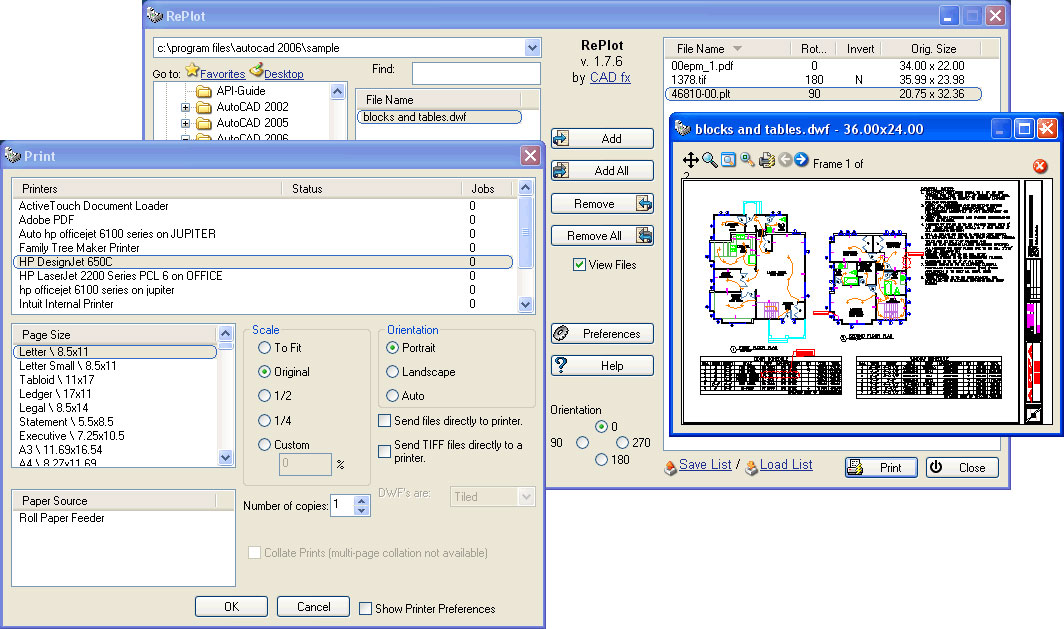 RePlot
c:\program files\autocad 2006\sample
Go to: Favorites Desktop
Find:
API-Guide
AutoCAD 2002
AutoCAD 2005
AutoCAD 2006
File Name
blocks and tables.dwf
RePlot
v. 1.7.6
by CAD fx
Add
Add All
Remove
Remove All
View Files
Preferences
Help
Orientation
0
90
270
180
File Name Rot... Invert Orig. Size
00epm_1.pdf 0 34.00 x 22.00
1378.tif 180 N 35.99 x 23.98
46810-00.plt 90 20.75 x 32.36
Save List / Load List
Print
Close
blocks and tables.dwf - 36.00x24.00
Frame 1 of
2
Print
Printers Status Jobs
ActiveTouch Document Loader 0
Adobe PDF 0
Auto hp officejet 6100 series on JUPITER 0
Family Tree Maker Printer 0
HP DesignJet 650C 0
HP LaserJet 2200 Series PCL 6 on OFFICE 0
hp officejet 6100 series on jupiter 0
Intuit Internal Printer 0
Page Size
Letter \ 8.5x11
Letter Small \ 8.5x11
Tabloid \ 11x17
Ledger \ 17x11
Legal \ 8.5x14
Statement \ 5.5x8.5
Executive \ 7.25x10.5
A3 \ 11.69x16.54
A4 \ 8.27x11.69
Scale
To Fit
Original
1/2
1/4
Custom
0 %
Orientation
Portrait
Landscape
Auto
Send files directly to printer.
Send TIFF files directly to a
printer.
Number of copies: 1
DWF's are: Tiled
Paper Source
Roll Paper Feeder
Collate Prints (multi-page collation not available)
OK
Cancel
Show Printer Preferences